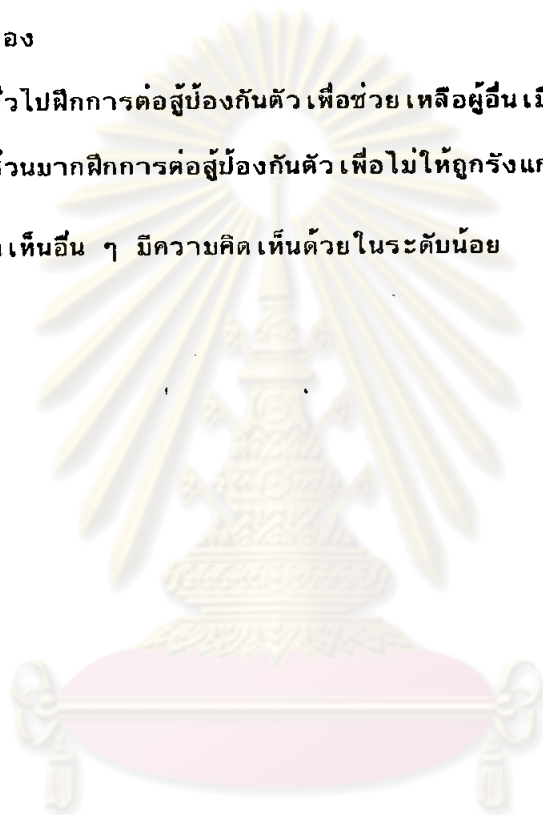 อง
่วไปฝึกการต่อสู้ป้องกันตัว เพื่อช่วย เหลือผู้อื่น เมื
ส่วนมากฝึกการต่อสู้ป้องกันตัว เพื่อไม่ให้ถูกรังแก
เห็นอื่น ๆ มีความคิด เห็นด้วยในระดับน้อย